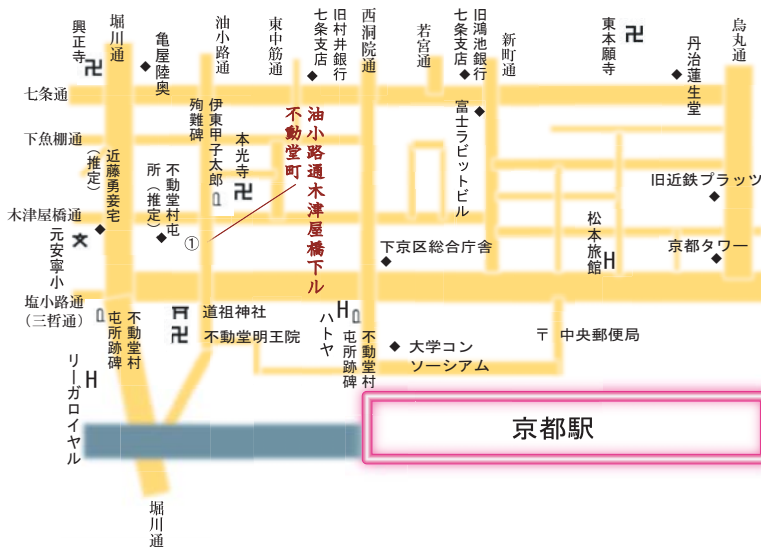 興正寺
堀川通
亀屋陸奥
油小路通
東中筋通
旧村井銀行
七条支店
西洞院通
若宮通
旧鴻池銀行
七条支店
新町通
東本願寺
丹治蓮生堂
烏丸通
七条通
下魚棚通
木津屋橋通
塩小路通
(三哲通)
近藤勇妾宅
(推定)
不動堂村屯
所(推定)
伊東甲子太郎
殉難碑
本光寺
油小路通木津屋橋下ル
不動堂町
富士ラビットビル
旧近鉄プラッツ
松本旅館
京都タワー
元安寧小
①
下京区総合庁舎
道祖神社
不動堂明王院
不動堂村
屯所跡碑
ハトヤ
不動堂村
屯所跡碑
〒 中央郵便局
大学コン
ソーシアム
リーガロイヤル
京都駅
堀川通
H
H
H